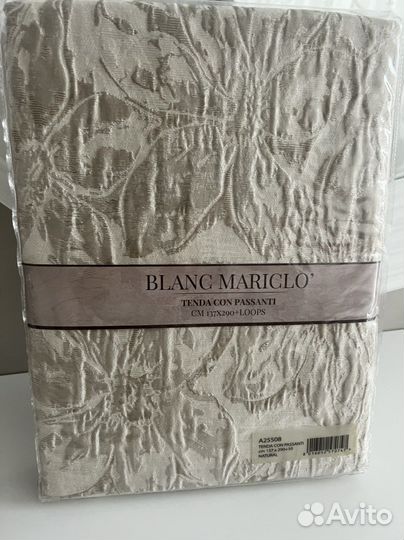 BLANC MARICLO'
TENDA CON PASSANTI
CM 137X290+LOOPS
A25508
TENDA CON PASSANTI
NATURAL
Avito